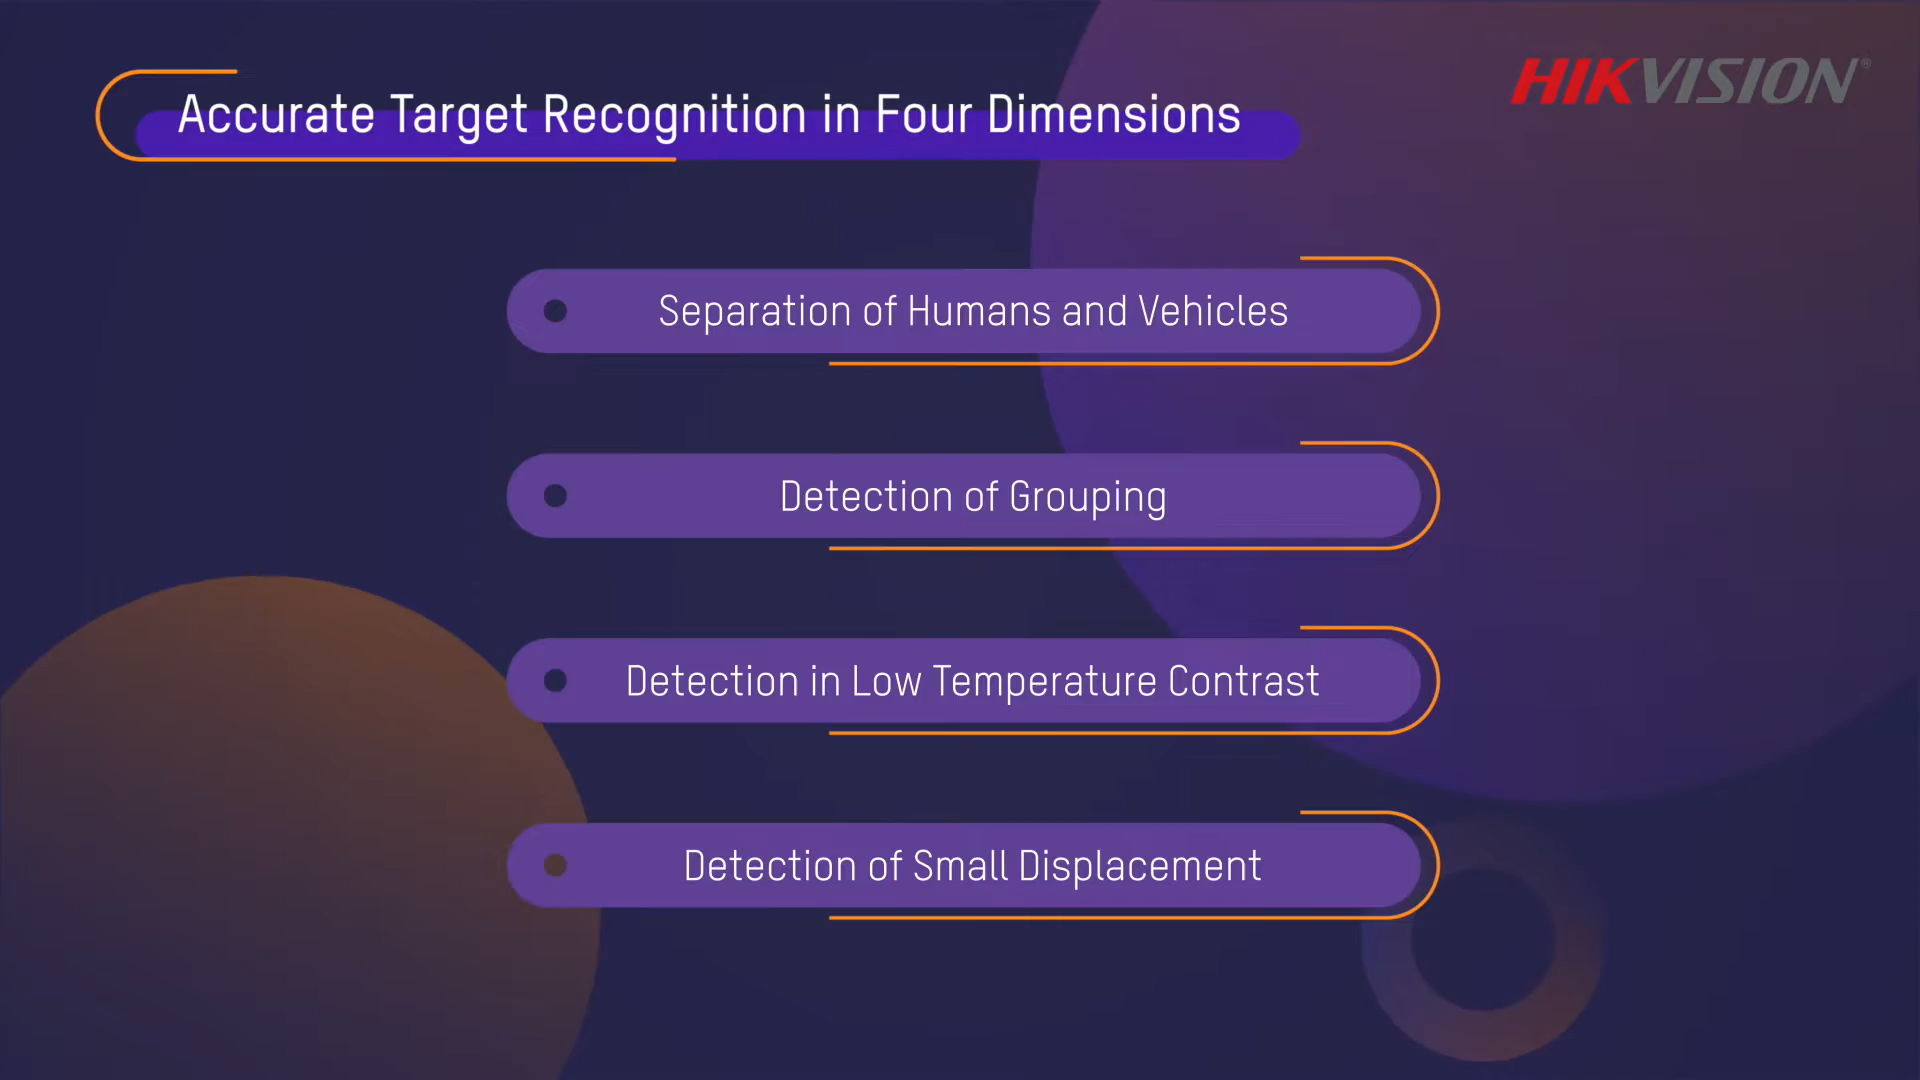 Accurate Target Recognition in Four Dimensions
HIKVISION®
Separation of Humans and Vehicles
Detection of Grouping
Detection in Low Temperature Contrast
Detection of Small Displacement